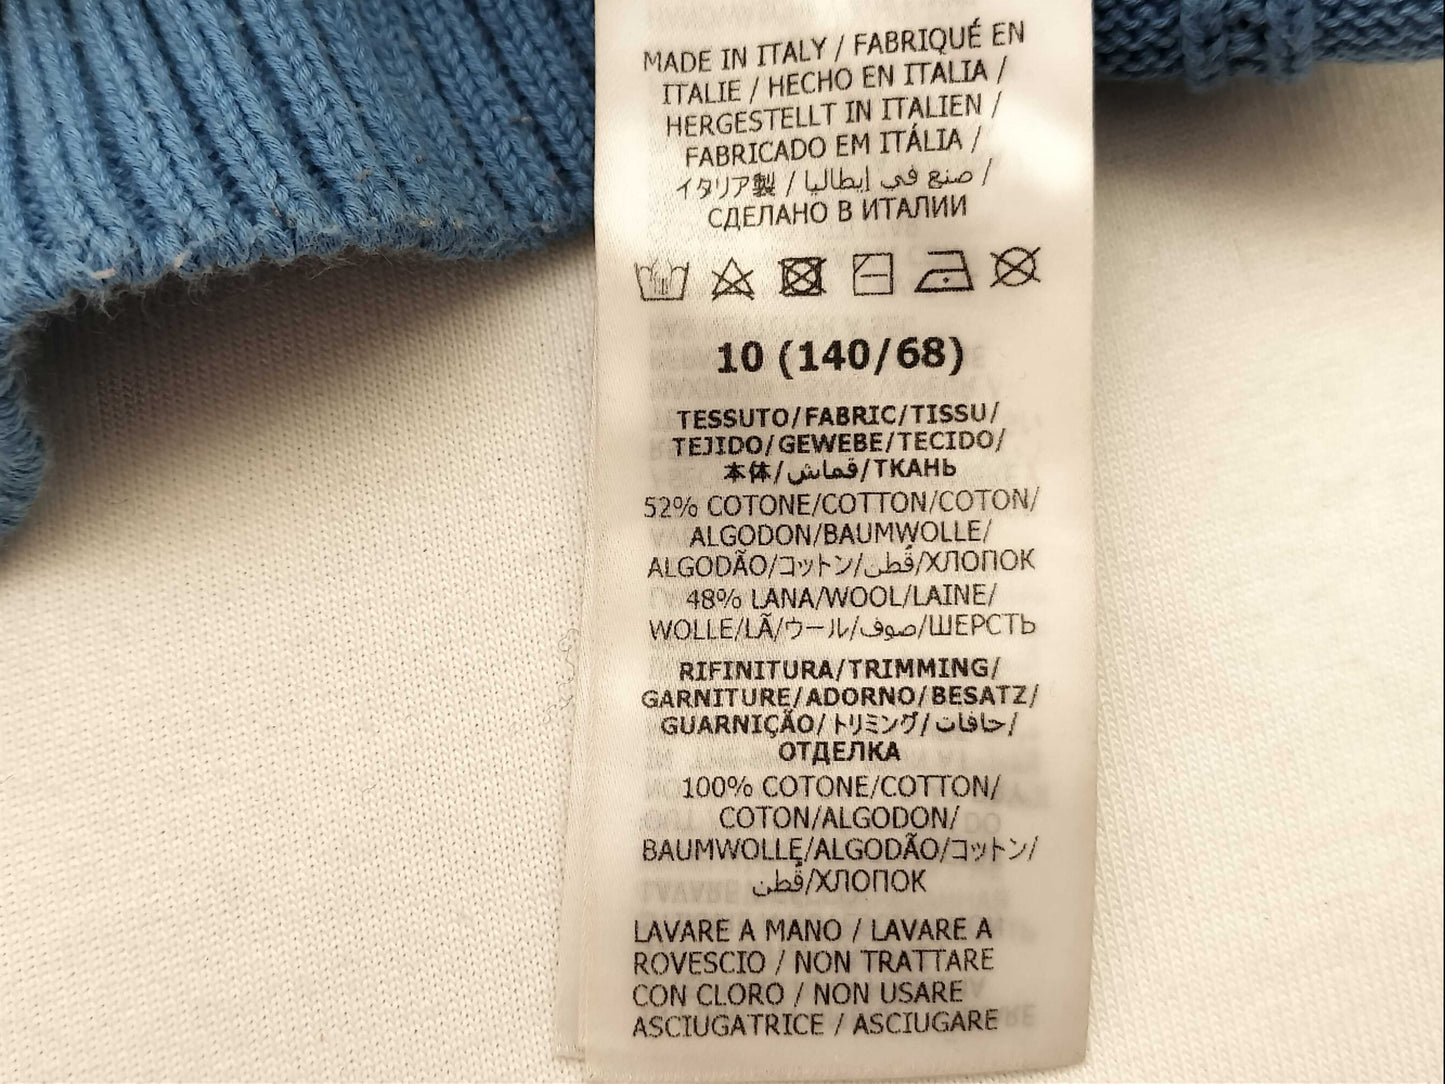 MADE IN ITALY / FABRIQUÉ EN
ITALIE / HECHO EN ITALIA /
HERGESTELLT IN ITALIEN /
FABRICADO EM ITÁLIA /
イタリア製 / صنع في إيطاليا /
СДЕЛАНО В ИТАЛИИ
10 (140/68)
TESSUTO/FABRIC/TISSU/
TEJIDO/GEWEBE/TECIDO/
本体/قماش/ТКАНЬ
52% COTONE/COTTON/COTON/
ALGODON/BAUMWOLLE/
ALGODÃO/コットン/قُطن/ХЛОПОК
48% LANA/WOOL/LAINE/
WOLLE/LÃ/ウール/صوف/ШЕРСТЬ
RIFINITURA/TRIMMING/
GARNITURE/ADORNO/BESATZ/
GUARNIÇÃO/トリミング/حافات/
ОТДЕЛКА
100% COTONE/COTTON/
COTON/ALGODON/
BAUMWOLLE/ALGODÃO/コットン/
قُطن/ХЛОПОК
LAVARE A MANO / LAVARE A
ROVESCIO / NON TRATTARE
CON CLORO / NON USARE
ASCIUGATRICE / ASCIUGARE